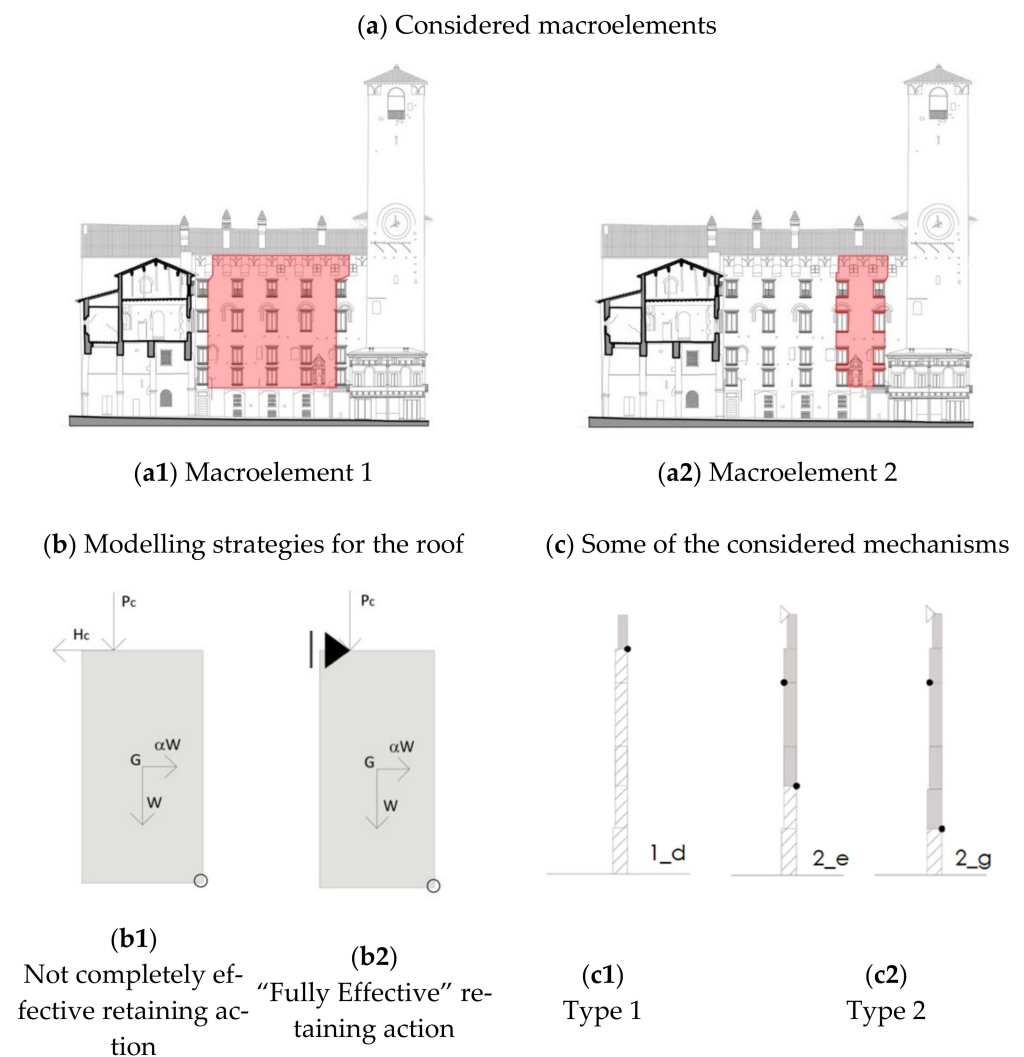 (a) Considered macroelements
(a1) Macroelement 1
(a2) Macroelement 2
(b) Modelling strategies for the roof
(c) Some of the considered mechanisms
Pc
Hc
αW
G
W
Pc
αW
G
W
1_d
2_e
2_g
(b1)
Not completely ef-
fective retaining ac-
tion
(b2)
“Fully Effective” re-
taining action
(c1)
Type 1
(c2)
Type 2